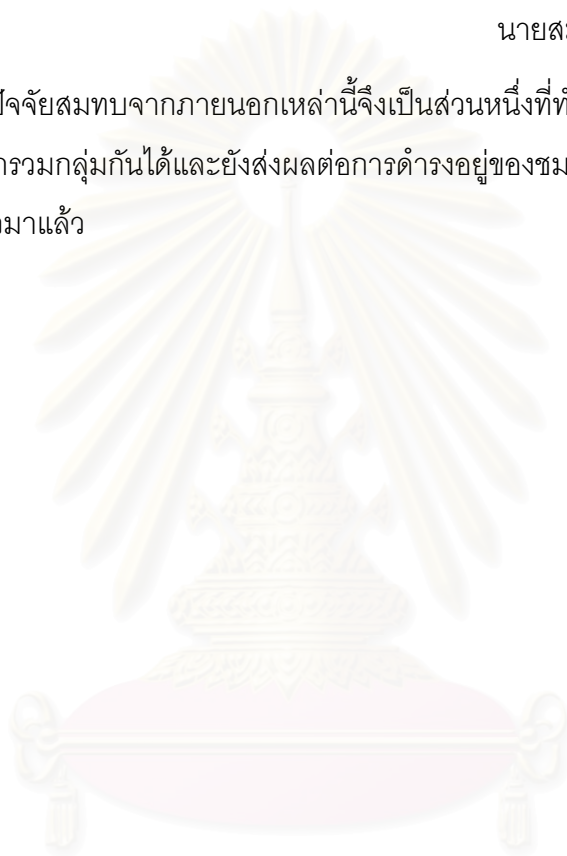 นายส
ปัจจัยสมทบจากภายนอกเหล่านี้จึงเป็นส่วนหนึ่งที่
ารวมกลุ่มกันได้และยังส่งผลต่อการดำรงอยู่ของชม
วมาแล้ว